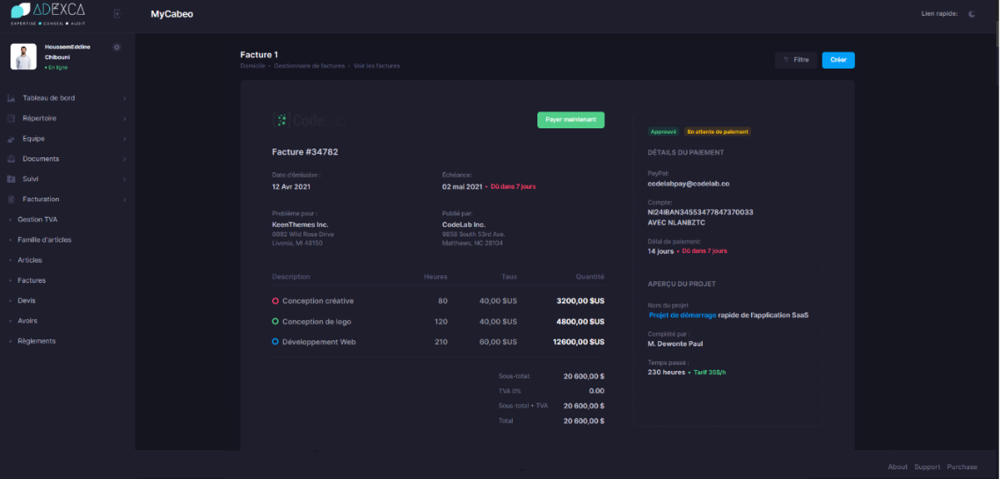 ADEXCA
EXPERTISE • CONSEIL • AUDIT
MyCabeo
Lien rapide:
HoussemEddine
Chibouni
• En ligne
Tableau de bord
Répertoire
Equipe
Documents
Suivi
Facturation
Gestion TVA
Famille d'articles
Articles
Factures
Devis
Avoirs
Règlements
Facture 1
Domicile - Gestionnaire de factures - Voir les factures
Filtre
Créer
CodeLab
Payer maintenant
Facture #34782
Date d'émission :
12 Avr 2021
Échéance:
02 mai 2021 • Dû dans 7 jours
Problème pour :
KeenThemes Inc.
8692 Wild Rose Drive
Livonia, MI 48150
Publié par:
CodeLab Inc.
9858 South 53rd Ave.
Matthews, NC 28104
Description Heures Taux Quantité
Conception créative 80 40,00 $US 3200,00 $US
Conception de logo 120 40,00 $US 4800,00 $US
Développement Web 210 60,00 $US 12600,00 $US
Sous-total: 20 600,00 $
TVA 0% 0.00
Sous-total + TVA 20 600,00 $
Total 20 600,00 $
Approuvé
En attente de paiement
DÉTAILS DU PAIEMENT
PayPal:
codelabpay@codelab.co
Compte:
Nl24IBAN34553477847370033
AVEC NLANBZTC
Délai de paiement:
14 jours • Dû dans 7 jours
APERÇU DU PROJET
Nom du projet
Projet de démarrage rapide de l'application SaaS
Complété par :
M. Dewonte Paul
Temps passé :
230 heures • Tarif 35$/h
About Support Purchase